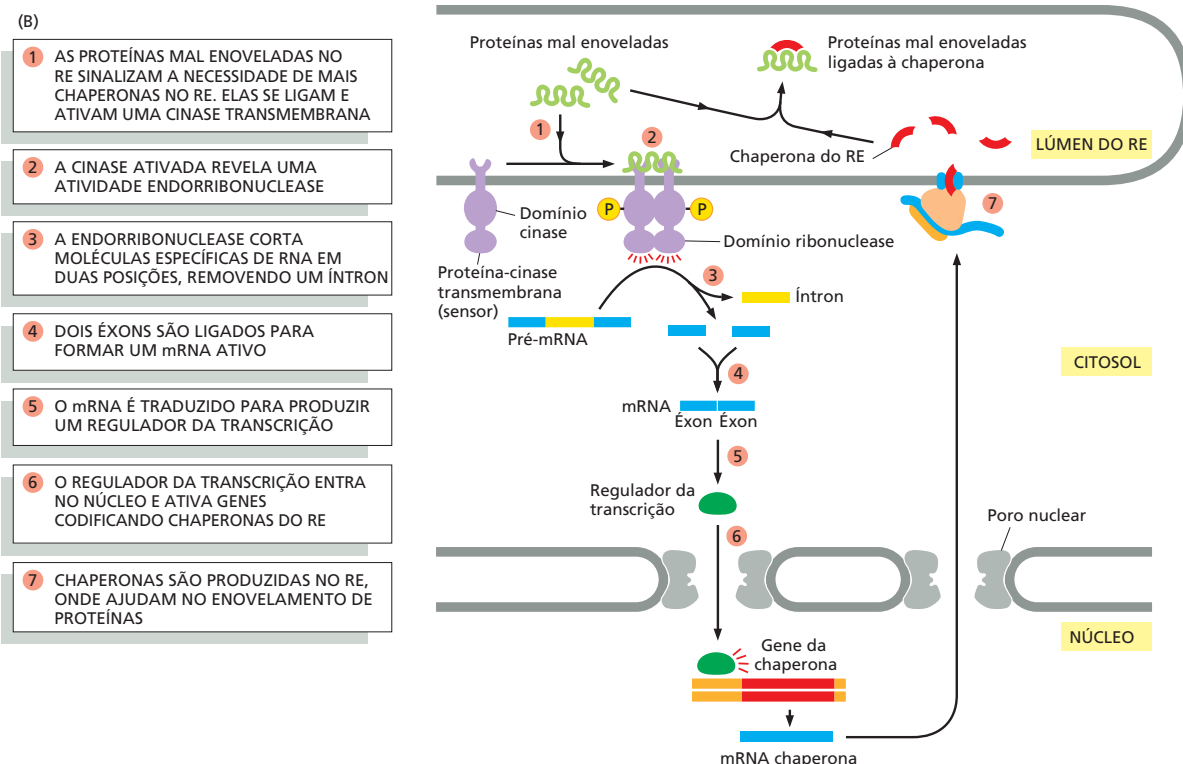 (B)
1 AS PROTEÍNAS MAL ENOVELADAS NO
RE SINALIZAM A NECESSIDADE DE MAIS
CHAPERONAS NO RE. ELAS SE LIGAM E
ATIVAM UMA CINASE TRANSMEMBRANA
2 A CINASE ATIVADA REVELA UMA
ATIVIDADE ENDORRIBONUCLEASE
3 A ENDORRIBONUCLEASE CORTA
MOLÉCULAS ESPECÍFICAS DE RNA EM
DUAS POSIÇÕES, REMOVENDO UM ÍNTRON
4 DOIS ÉXONS SÃO LIGADOS PARA
FORMAR UM mRNA ATIVO
5 O mRNA É TRADUZIDO PARA PRODUZIR
UM REGULADOR DA TRANSCRIÇÃO
6 O REGULADOR DA TRANSCRIÇÃO ENTRA
NO NÚCLEO E ATIVA GENES
CODIFICANDO CHAPERONAS DO RE
7 CHAPERONAS SÃO PRODUZIDAS NO RE,
ONDE AJUDAM NO ENOVELAMENTO DE
PROTEÍNAS
Proteínas mal enoveladas
Proteínas mal enoveladas
ligadas à chaperona
1
2
Chaperona do RE
LÚMEN DO RE
7
P
P
Domínio
cinase
Domínio ribonuclease
Proteína-cinase
transmembrana
(sensor)
3
Íntron
Pré-mRNA
4
CITOSOL
mRNA
Éxon Éxon
5
Regulador da
transcrição
6
Poro nuclear
NÚCLEO
Gene da
chaperona
mRNA chaperona